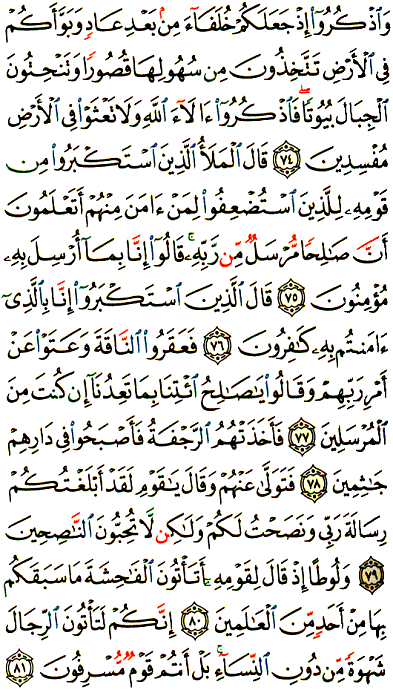 وَٱذْكُرُوٓا۟ إِذْ جَعَلَكُمْ خُلَفَآءَ مِنۢ بَعْدِ عَادٍ وَبَوَّأَكُمْ
فِى ٱلْأَرْضِ تَتَّخِذُونَ مِن سُهُولِهَا قُصُورًا وَتَنْحِتُونَ
ٱلْجِبَالَ بُيُوتًا ۖ فَٱذْكُرُوٓا۟ ءَالَآءَ ٱللَّهِ وَلَا تَعْثَوْا۟ فِى ٱلْأَرْضِ
مُفْسِدِينَ ٧٤ قَالَ ٱلْمَلَأُ ٱلَّذِينَ ٱسْتَكْبَرُوا۟ مِن
قَوْمِهِۦ لِلَّذِينَ ٱسْتُضْعِفُوا۟ لِمَنْ ءَامَنَ مِنْهُمْ أَتَعْلَمُونَ
أَنَّ صَـٰلِحًا مُّرْسَلٌ مِّن رَّبِّهِۦ ۚ قَالُوٓا۟ إِنَّا بِمَآ أُرْسِلَ بِهِۦ
مُؤْمِنُونَ ٧٥ قَالَ ٱلَّذِينَ ٱسْتَكْبَرُوٓا۟ إِنَّا بِٱلَّذِىٓ
ءَامَنتُم بِهِۦ كَـٰفِرُونَ ٧٦ فَعَقَرُوا۟ ٱلنَّاقَةَ وَعَتَوْا۟ عَنْ
أَمْرِ رَبِّهِمْ وَقَالُوا۟ يَـٰصَـٰلِحُ ٱئْتِنَا بِمَا تَعِدُنَآ إِن كُنتَ مِنَ
ٱلْمُرْسَلِينَ ٧٧ فَأَخَذَتْهُمُ ٱلرَّجْفَةُ فَأَصْبَحُوا۟ فِى دَارِهِمْ
جَـٰثِمِينَ ٧٨ فَتَوَلَّىٰ عَنْهُمْ وَقَالَ يَـٰقَوْمِ لَقَدْ أَبْلَغْتُكُمْ
رِسَالَةَ رَبِّى وَنَصَحْتُ لَكُمْ وَلَـٰكِن لَّا تُحِبُّونَ ٱلنَّـٰصِحِينَ
٧٩ وَلُوطًا إِذْ قَالَ لِقَوْمِهِۦٓ أَتَأْتُونَ ٱلْفَـٰحِشَةَ مَا سَبَقَكُم
بِهَا مِنْ أَحَدٍ مِّنَ ٱلْعَـٰلَمِينَ ٨٠ إِنَّكُمْ لَتَأْتُونَ ٱلرِّجَالَ
شَهْوَةً مِّن دُونِ ٱلنِّسَآءِ ۚ بَلْ أَنتُمْ قَوْمٌ مُّسْرِفُونَ ٨١